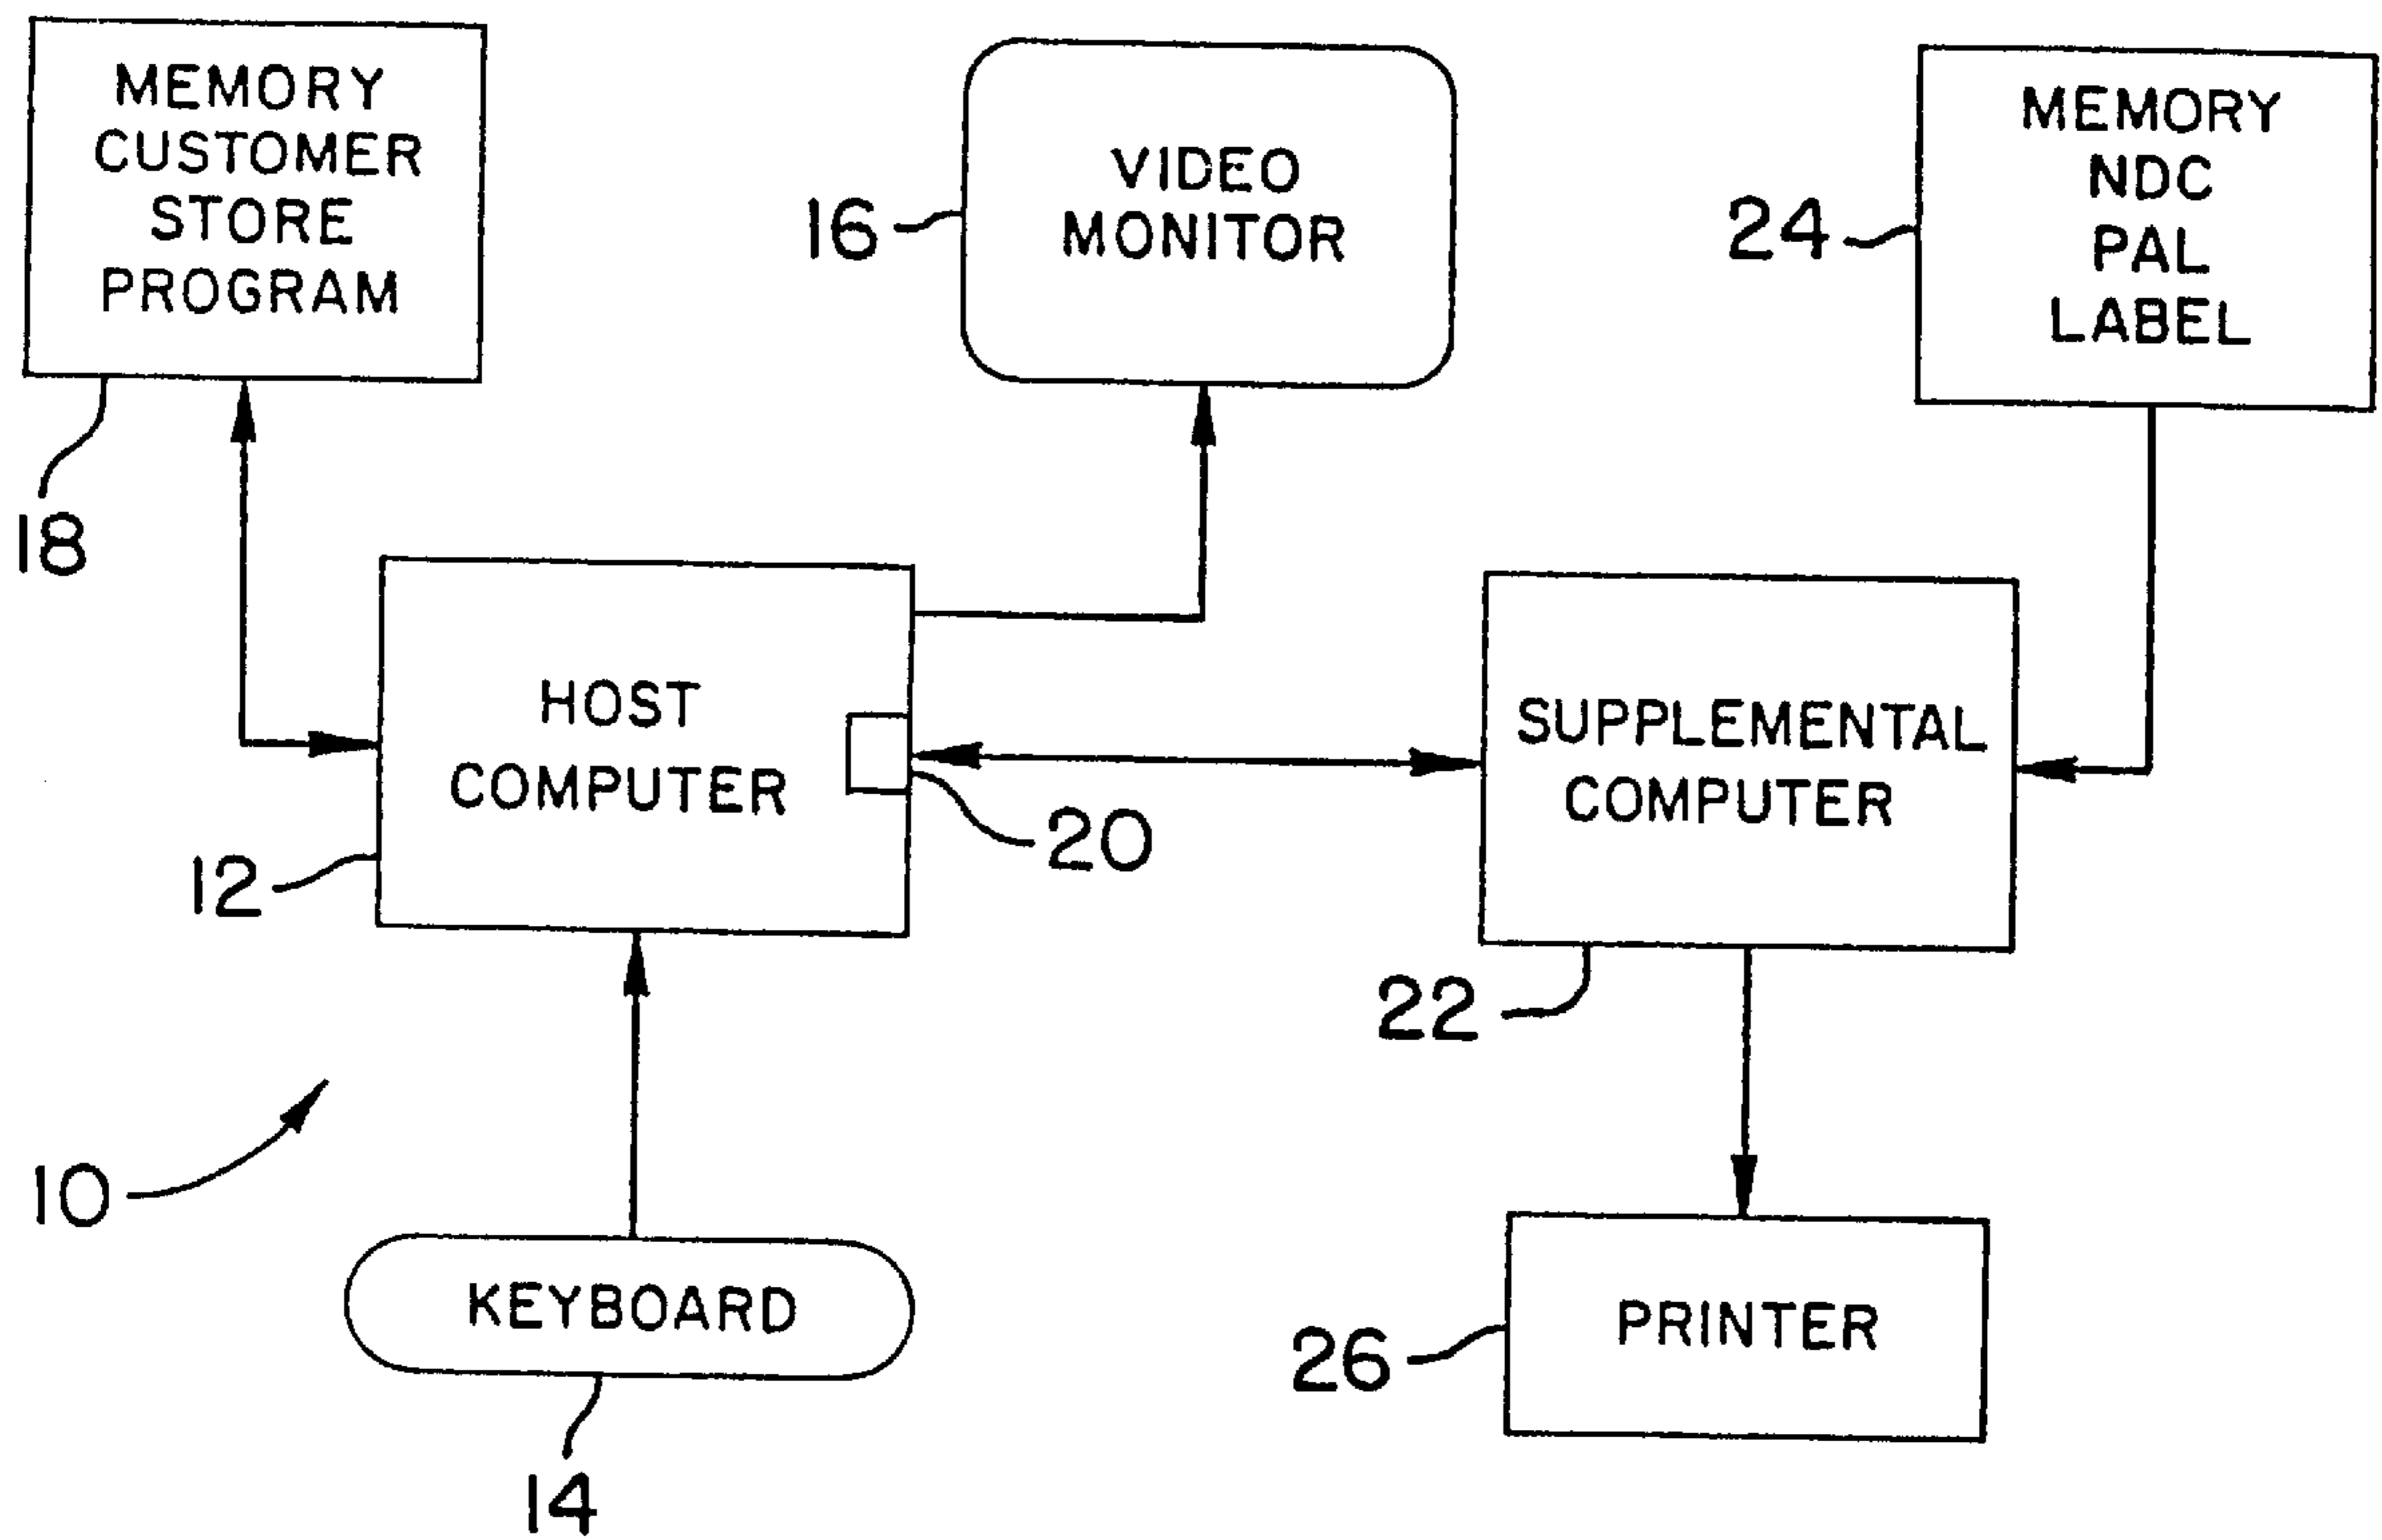 MEMORY
CUSTOMER
STORE
PROGRAM
18
VIDEO
MONITOR
16
MEMORY
NDC
PAL
LABEL
24
HOST
COMPUTER
12
20
SUPPLEMENTAL
COMPUTER
22
10
KEYBOARD
14
PRINTER
26